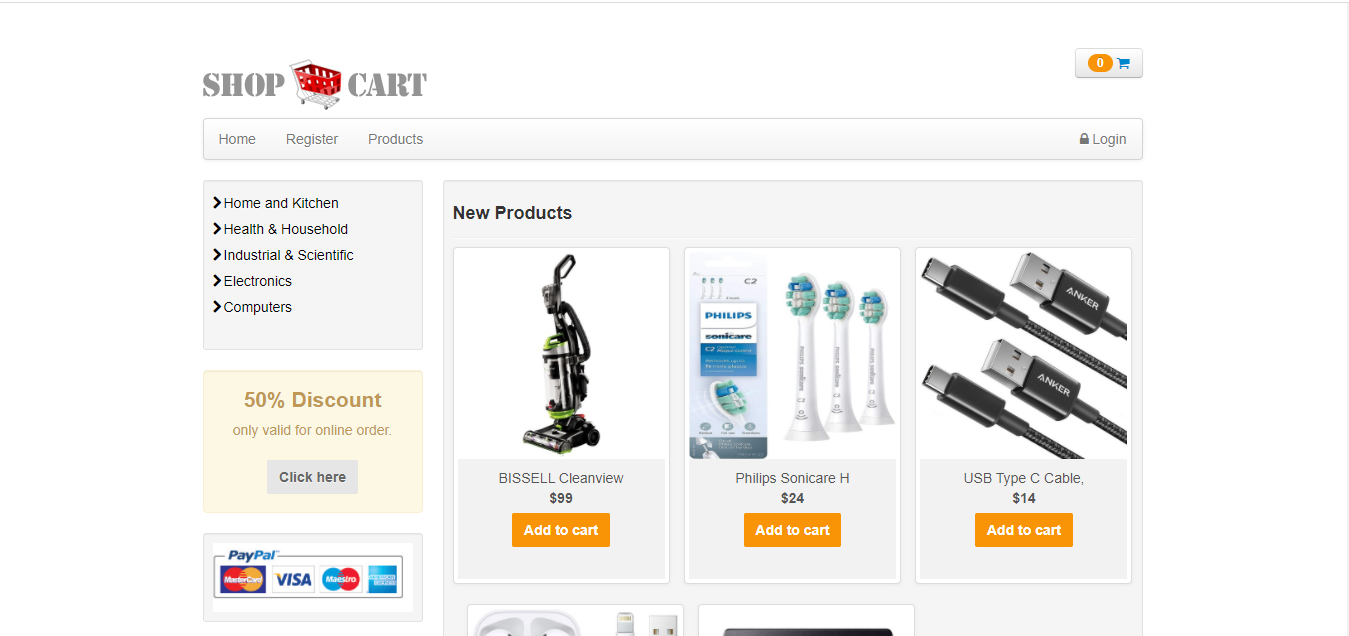 SHOP CART
0
Home Register Products Login
Home and Kitchen
Health & Household
Industrial & Scientific
Electronics
Computers
50% Discount
only valid for online order.
Click here
PayPal
MasterCard VISA Maestro
New Products
BISSELL Cleanview
$99
Add to cart
C2
PHILIPS
sonicare
C2
Philips Sonicare H
$24
Add to cart
ANKER
ANKER
USB Type C Cable,
$14
Add to cart